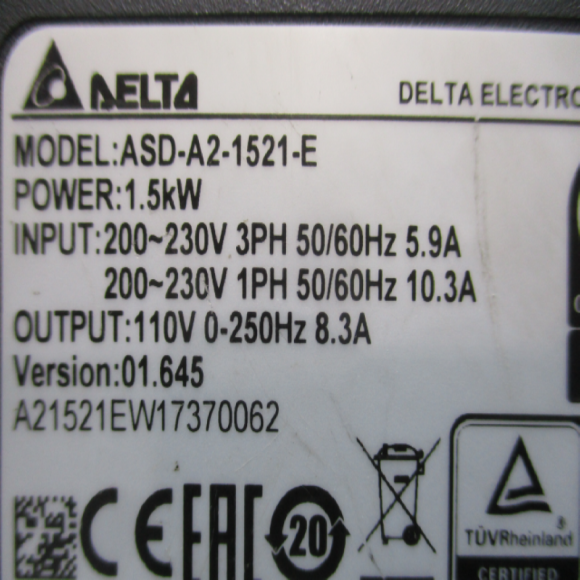 DELTA
DELTA ELECTRO
MODEL:ASD-A2-1521-E
POWER:1.5kW
INPUT:200~230V 3PH 50/60Hz 5.9A
200~230V 1PH 50/60Hz 10.3A
OUTPUT:110V 0-250Hz 8.3A
Version:01.645
A21521EW17370062
CE EAC 20
TÜVRheinland
CERTIFIED